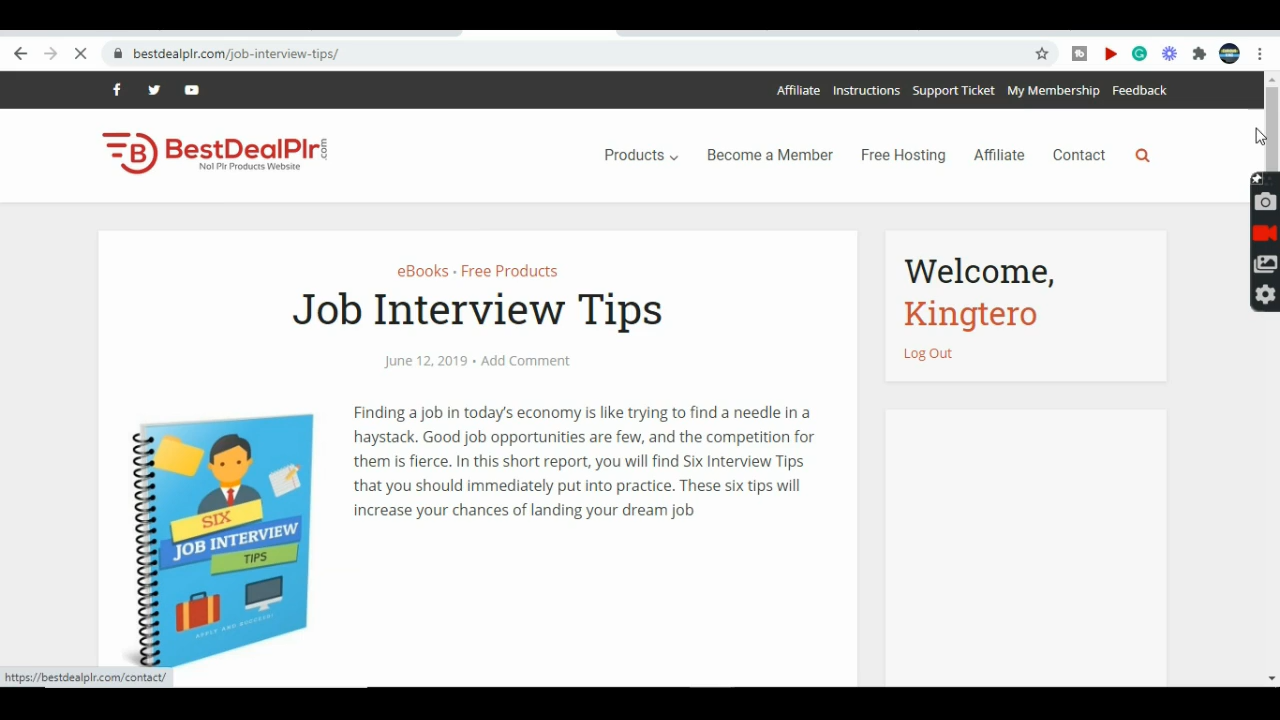 bestdealplr.com/job-interview-tips/
Affiliate Instructions Support Ticket My Membership Feedback
BestDealPlr.com
No1 Plr Products Website
Products Become a Member Free Hosting Affiliate Contact
eBooks • Free Products
Job Interview Tips
June 12, 2019 • Add Comment
Welcome,
Kingtero
Log Out
Finding a job in today’s economy is like trying to find a needle in a
haystack. Good job opportunities are few, and the competition for
them is fierce. In this short report, you will find Six Interview Tips
that you should immediately put into practice. These six tips will
increase your chances of landing your dream job
SIX
JOB INTERVIEW
TIPS
APPLY AND SUCCEED!
https://bestdealplr.com/contact/